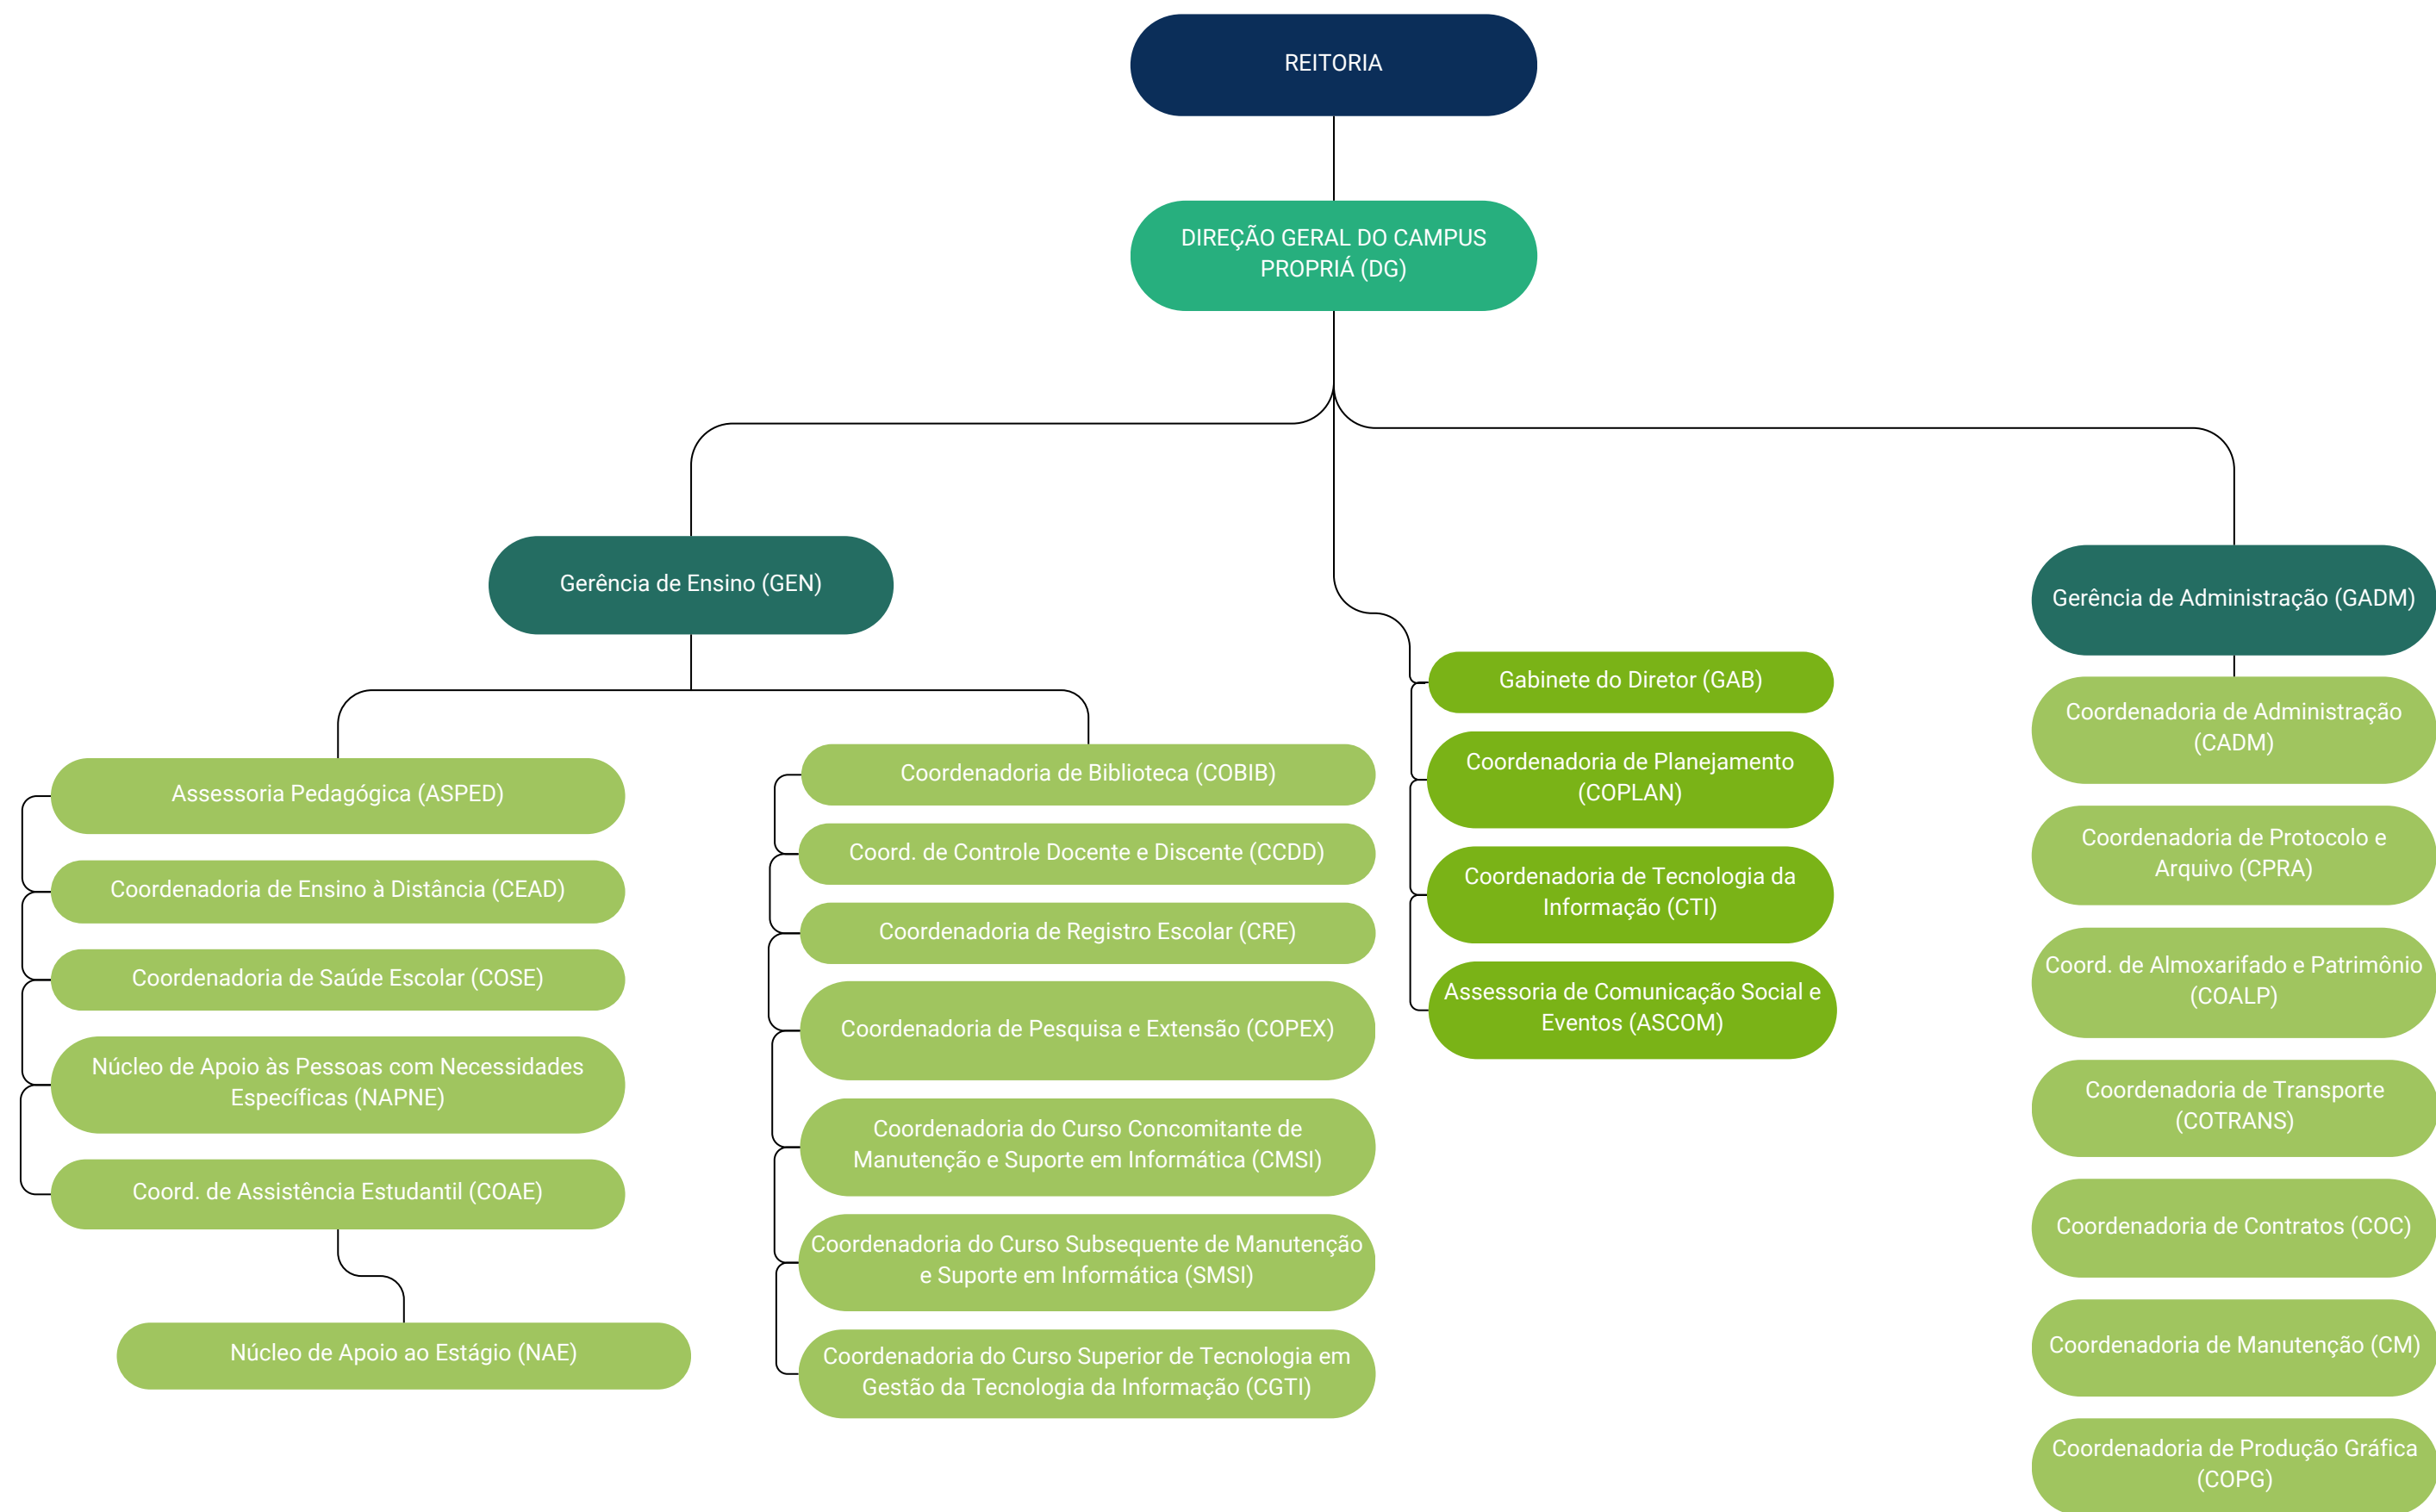 REITORIA
DIREÇÃO GERAL DO CAMPUS
PROPRIÁ (DG)
Gerência de Ensino (GEN)
Assessoria Pedagógica (ASPED)
Coordenadoria de Ensino à Distância (CEAD)
Coordenadoria de Saúde Escolar (COSE)
Núcleo de Apoio às Pessoas com Necessidades
Específicas (NAPNE)
Coord. de Assistência Estudantil (COAE)
Núcleo de Apoio ao Estágio (NAE)
Coordenadoria de Biblioteca (COBIB)
Coord. de Controle Docente e Discente (CCDD)
Coordenadoria de Registro Escolar (CRE)
Coordenadoria de Pesquisa e Extensão (COPEX)
Coordenadoria do Curso Concomitante de
Manutenção e Suporte em Informática (CMSI)
Coordenadoria do Curso Subsequente de Manutenção
e Suporte em Informática (SMSI)
Coordenadoria do Curso Superior de Tecnologia em
Gestão da Tecnologia da Informação (CGTI)
Gabinete do Diretor (GAB)
Coordenadoria de Planejamento
(COPLAN)
Coordenadoria de Tecnologia da
Informação (CTI)
Assessoria de Comunicação Social e
Eventos (ASCOM)
Gerência de Administração (GADM)
Coordenadoria de Administração
(CADM)
Coordenadoria de Protocolo e
Arquivo (CPRA)
Coord. de Almoxarifado e Patrimônio
(COALP)
Coordenadoria de Transporte
(COTRANS)
Coordenadoria de Contratos (COC)
Coordenadoria de Manutenção (CM)
Coordenadoria de Produção Gráfica
(COPG)